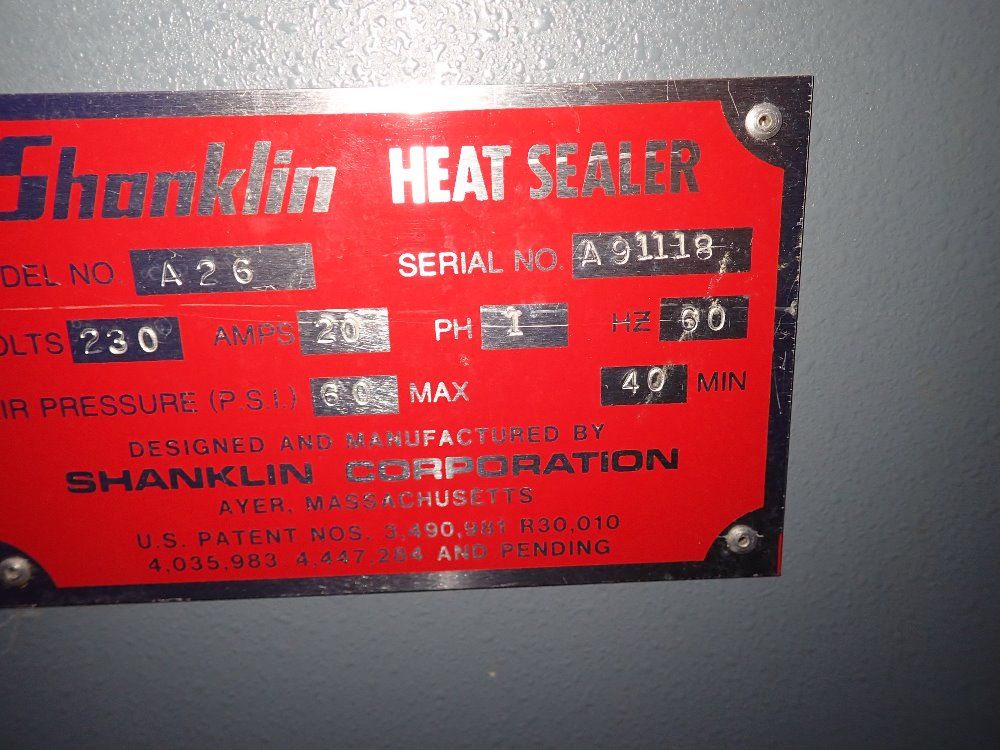 Shanklin HEAT SEALER
DEL NO. A26 SERIAL NO. A91118
OLTS 230 AMPS 20 PH 1 HZ 60
IR PRESSURE (P.S.I.) 60 MAX 40 MIN
DESIGNED AND MANUFACTURED BY
SHANKLIN CORPORATION
AYER, MASSACHUSETTS
U.S. PATENT NOS. 3,490,981 R30,010
4,035,983 4,447,284 AND PENDING